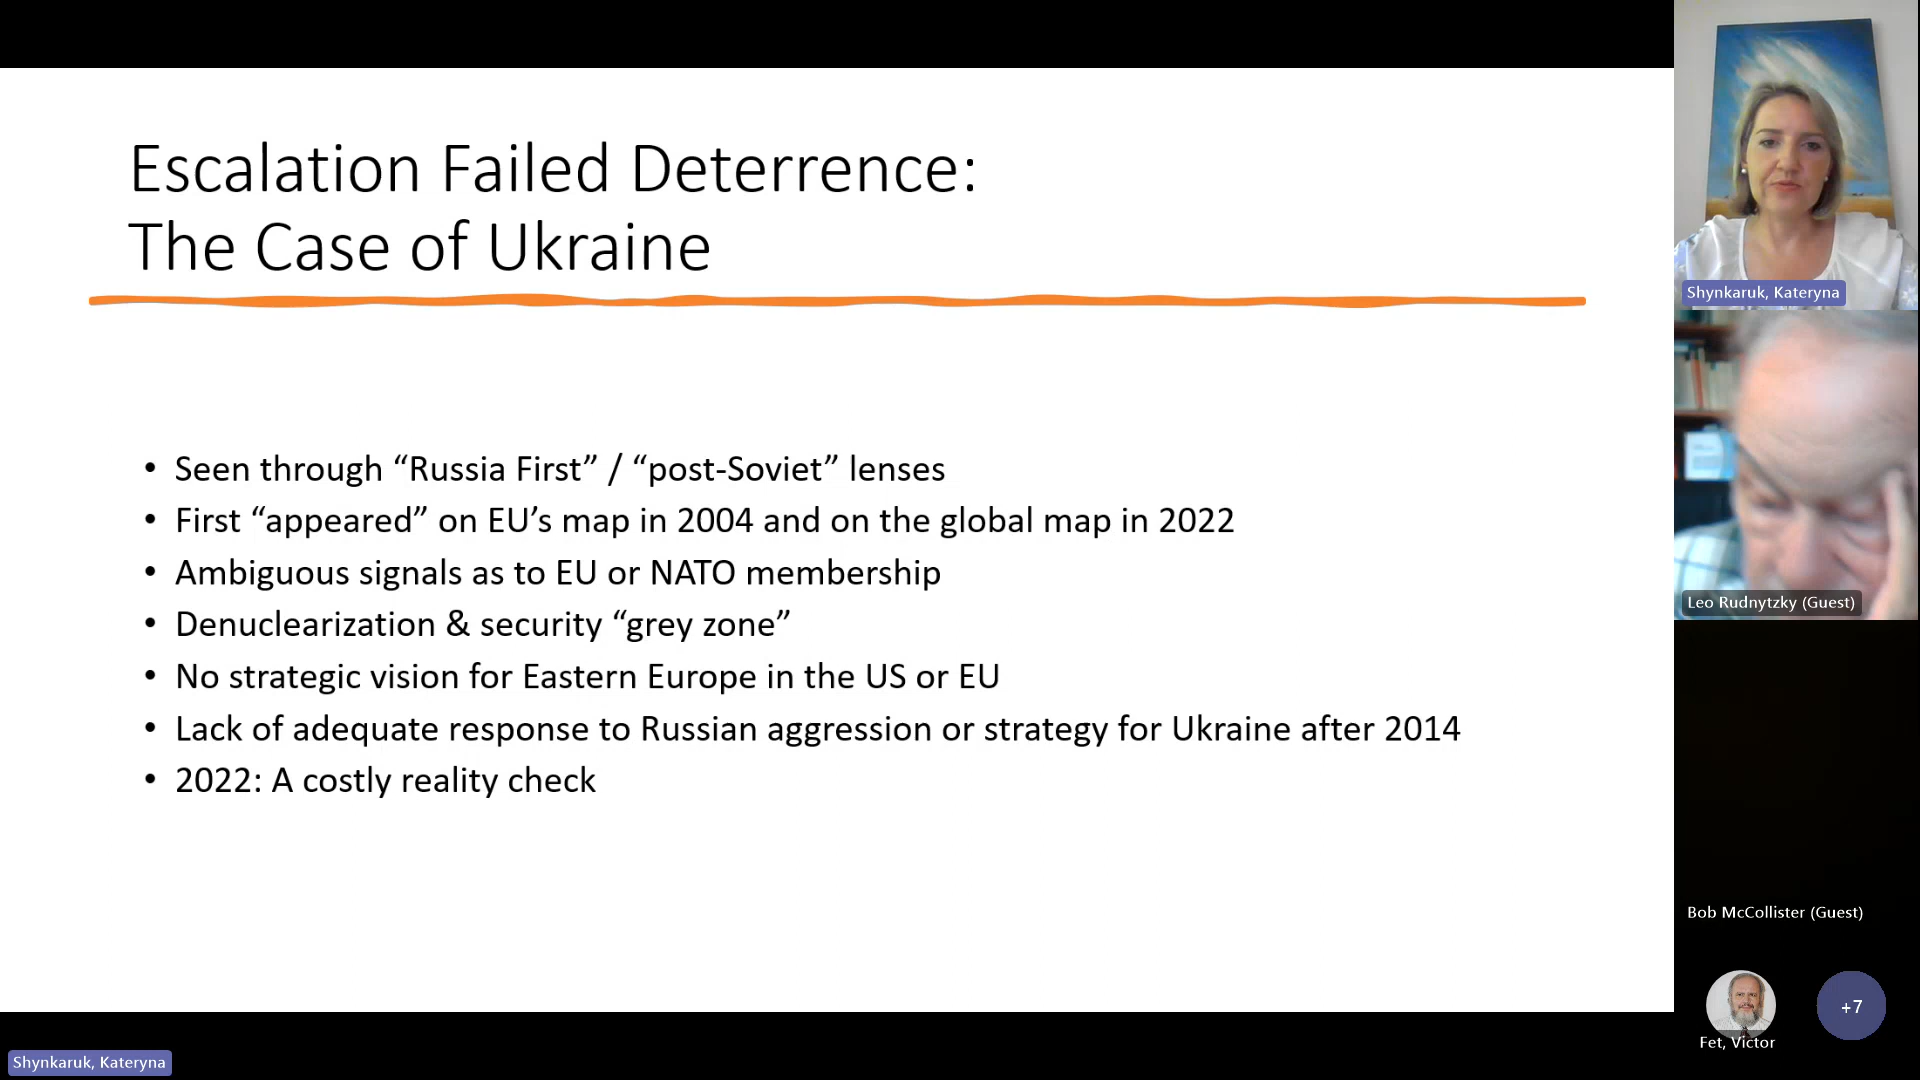 Escalation Failed Deterrence:
The Case of Ukraine
• Seen through “Russia First” / “post-Soviet” lenses
• First “appeared” on EU’s map in 2004 and on the global map in 2022
• Ambiguous signals as to EU or NATO membership
• Denuclearization & security “grey zone”
• No strategic vision for Eastern Europe in the US or EU
• Lack of adequate response to Russian aggression or strategy for Ukraine after 2014
• 2022: A costly reality check
Shynkaruk, Kateryna
Leo Rudnytzky (Guest)
Bob McCollister (Guest)
Fet, Victor
+7
Shynkaruk, Kateryna